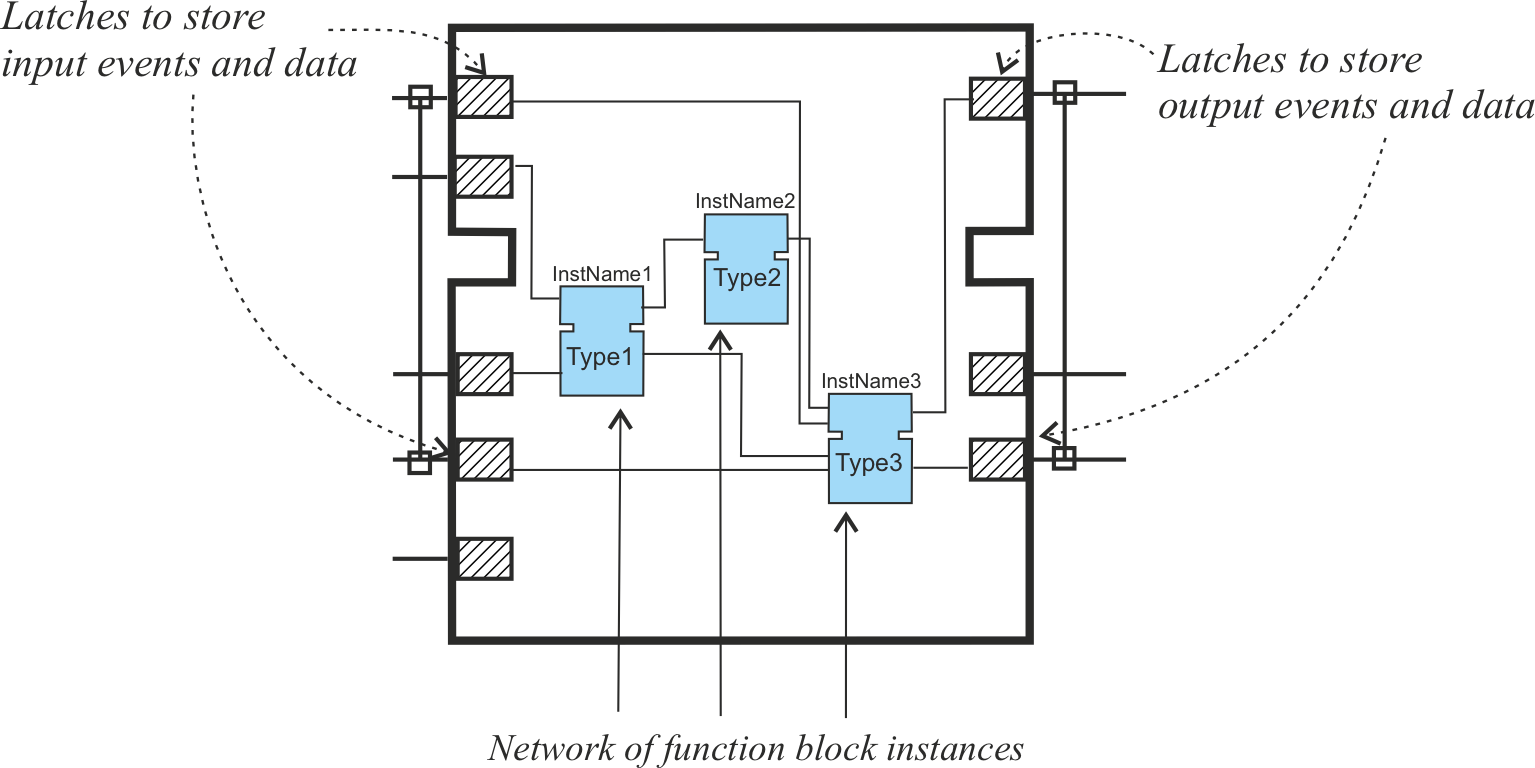 Latches to store
input events and data
Latches to store
output events and data
InstName2
Type2
InstName1
Type1
InstName3
Type3
Network of function block instances